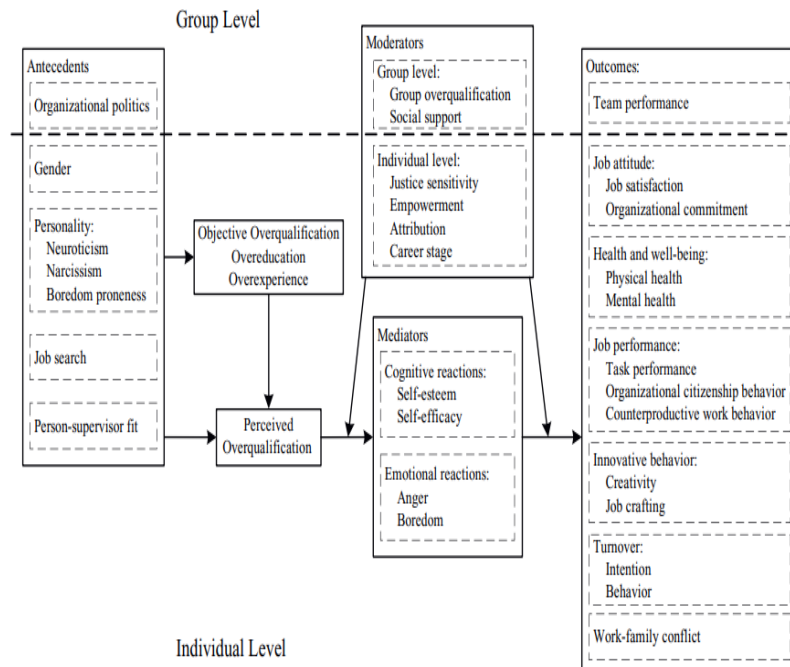 Group Level
Antecedents
Organizational politics
Gender
Personality:
Neuroticism
Narcissism
Boredom proneness
Job search
Person-supervisor fit
Objective Overqualification
Overeducation
Overexperience
Perceived
Overqualification
Moderators
Group level:
Group overqualification
Social support
Individual level:
Justice sensitivity
Empowerment
Attribution
Career stage
Mediators
Cognitive reactions:
Self-esteem
Self-efficacy
Emotional reactions:
Anger
Boredom
Outcomes:
Team performance
Job attitude:
Job satisfaction
Organizational commitment
Health and well-being:
Physical health
Mental health
Job performance:
Task performance
Organizational citizenship behavior
Counterproductive work behavior
Innovative behavior:
Creativity
Job crafting
Turnover:
Intention
Behavior
Work-family conflict
Individual Level